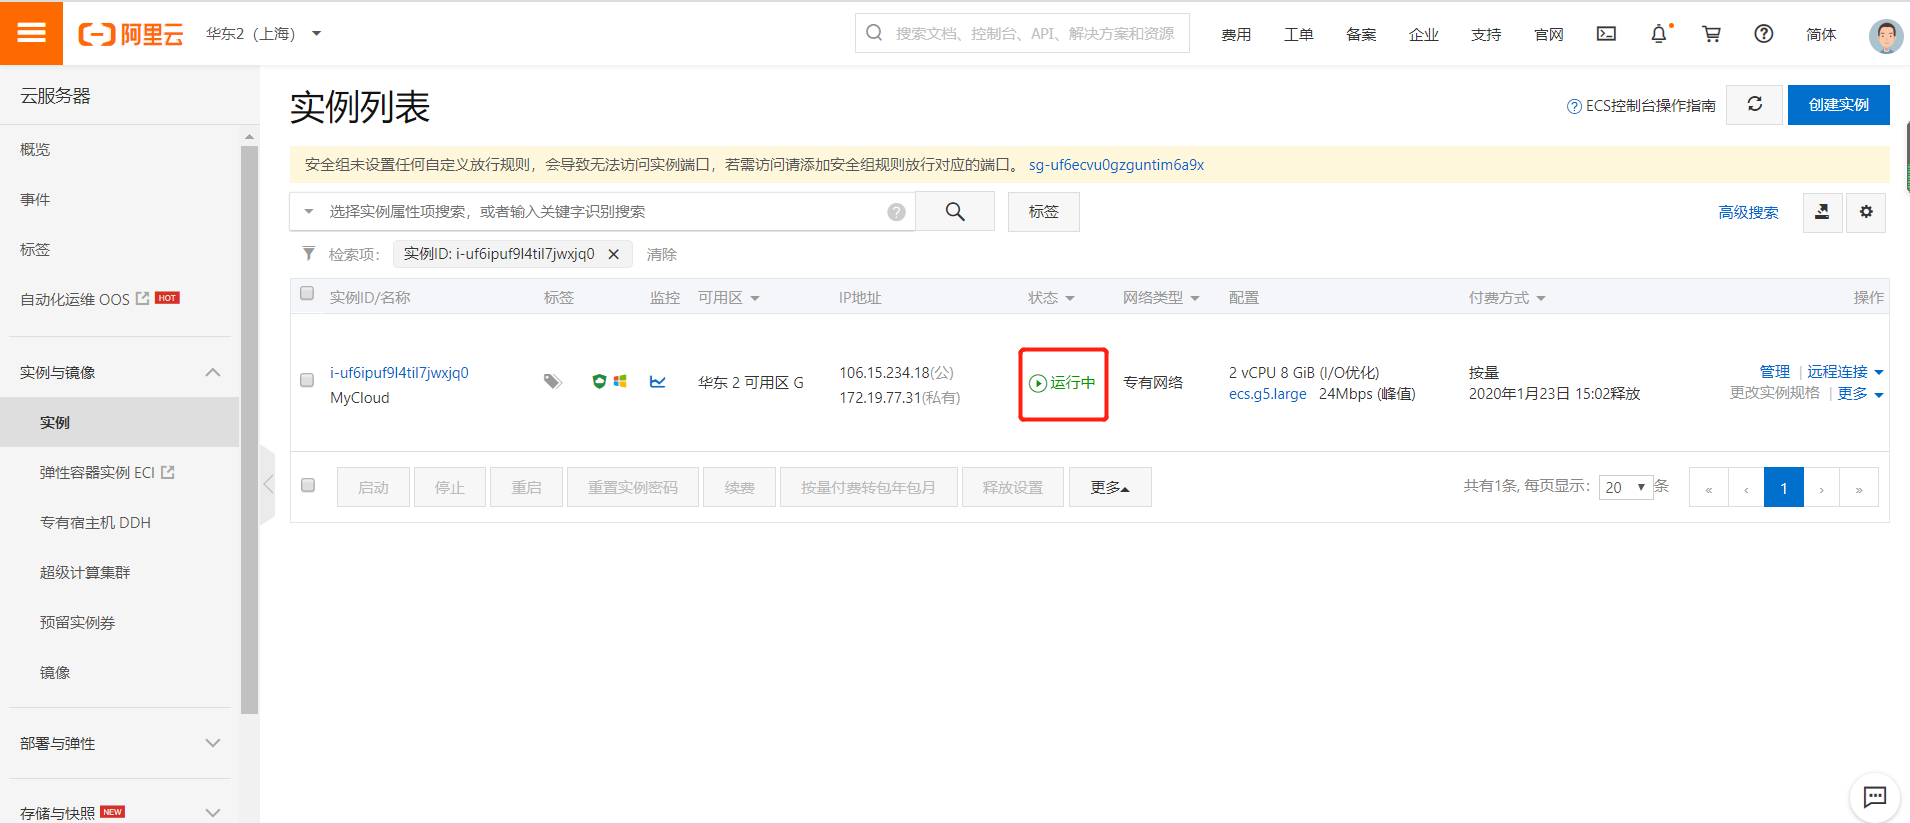 阿里云
华东2（上海）
搜索文档、控制台、API、解决方案和资源
费用
工单
备案
企业
支持
官网
简体
云服务器
概览
事件
标签
自动化运维 OOS HOT
实例与镜像
实例
弹性容器实例 ECI
专有宿主机 DDH
超级计算集群
预留实例券
镜像
部署与弹性
存储与快照 NEW
实例列表
ECS控制台操作指南
创建实例
安全组未设置任何自定义放行规则，会导致无法访问实例端口，若需访问请添加安全组规则放行对应的端口。 sg-uf6ecvu0gzguntim6a9x
选择实例属性项搜索，或者输入关键字识别搜索
标签
高级搜索
检索项：
实例ID: i-uf6ipuf9l4til7jwxjq0
清除
实例ID/名称 标签 监控 可用区 IP地址 状态 网络类型 配置 付费方式 操作
i-uf6ipuf9l4til7jwxjq0
MyCloud
华东 2 可用区 G
106.15.234.18(公)
172.19.77.31(私有)
运行中
专有网络
2 vCPU 8 GiB (I/O优化)
ecs.g5.large 24Mbps (峰值)
按量
2020年1月23日 15:02释放
管理 | 远程连接
更改实例规格 | 更多
启动 停止 重启 重置实例密码 续费 按量付费转包年包月 释放设置 更多
共有1条, 每页显示： 20 条
« ‹ 1 › »